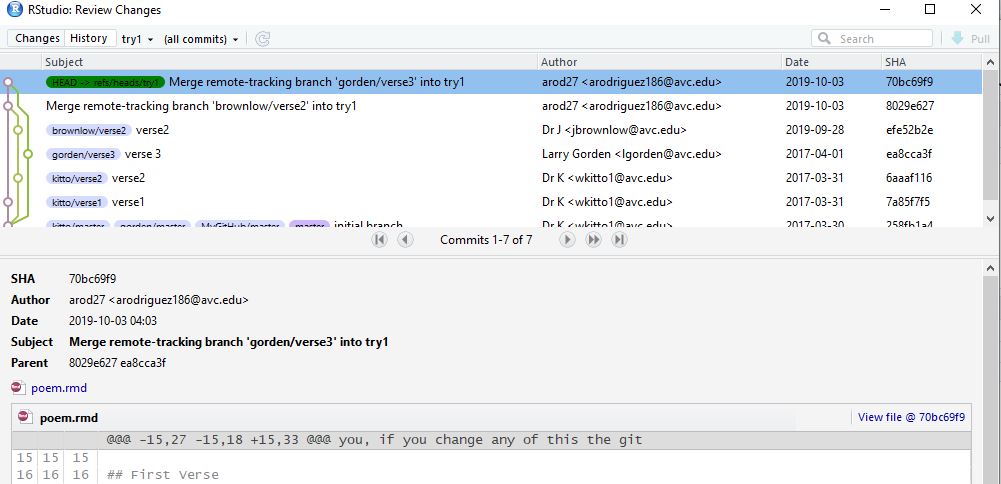 RStudio: Review Changes
Changes History try1 (all commits) Search Pull
Subject Author Date SHA
HEAD -> refs/heads/try1 Merge remote-tracking branch 'gorden/verse3' into try1 arod27 <arodriguez186@avc.edu> 2019-10-03 70bc69f9
Merge remote-tracking branch 'brownlow/verse2' into try1 arod27 <arodriguez186@avc.edu> 2019-10-03 8029e627
brownlow/verse2 verse2 Dr J <jbrownlow@avc.edu> 2019-09-28 efe52b2e
gorden/verse3 verse 3 Larry Gorden <lgorden@avc.edu> 2017-04-01 ea8cca3f
kitto/verse2 verse2 Dr K <wkitto1@avc.edu> 2017-03-31 6aaaf116
kitto/verse1 verse1 Dr K <wkitto1@avc.edu> 2017-03-31 7a85f7f5
kitto/master gorden/master MyGitHub/master master initial branch Dr K <wkitto1@avc.edu> 2017-03-30 258fb1a4
Commits 1-7 of 7
SHA 70bc69f9
Author arod27 <arodriguez186@avc.edu>
Date 2019-10-03 04:03
Subject Merge remote-tracking branch 'gorden/verse3' into try1
Parent 8029e627 ea8cca3f
poem.rmd
poem.rmd View file @ 70bc69f9
@@@ -15,27 -15,18 +15,33 @@@ you, if you change any of this the git
15 15 15
16 16 16 ## First Verse